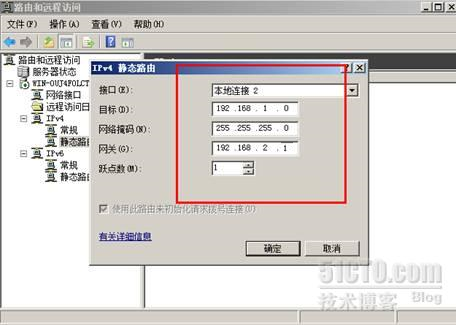 路由和远程访问
文件(F) 操作(A) 查看(V) 帮助(H)
路由和远程访问
服务器状态
WIN-OUJ4FOLCT
网络接口
远程访问日
IPv4
常规
静态路
IPv6
常规
静态路
IPv4 静态路由
接口(E): 本地连接 2
目标(D): 192 .168 . 1 . 0
网络掩码(N): 255 .255 .255 . 0
网关(G): 192 .168 . 2 . 1
跃点数(M): 1
使用此路由来初始化请求拨号连接(U)
有关详细信息
确定 取消
51CTO.com
技术博客 Blog